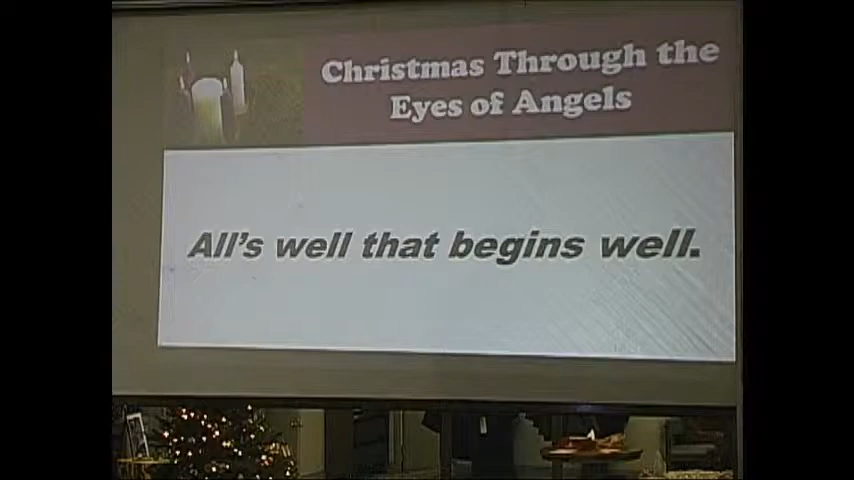 Christmas Through the
Eyes of Angels
All's well that begins well.